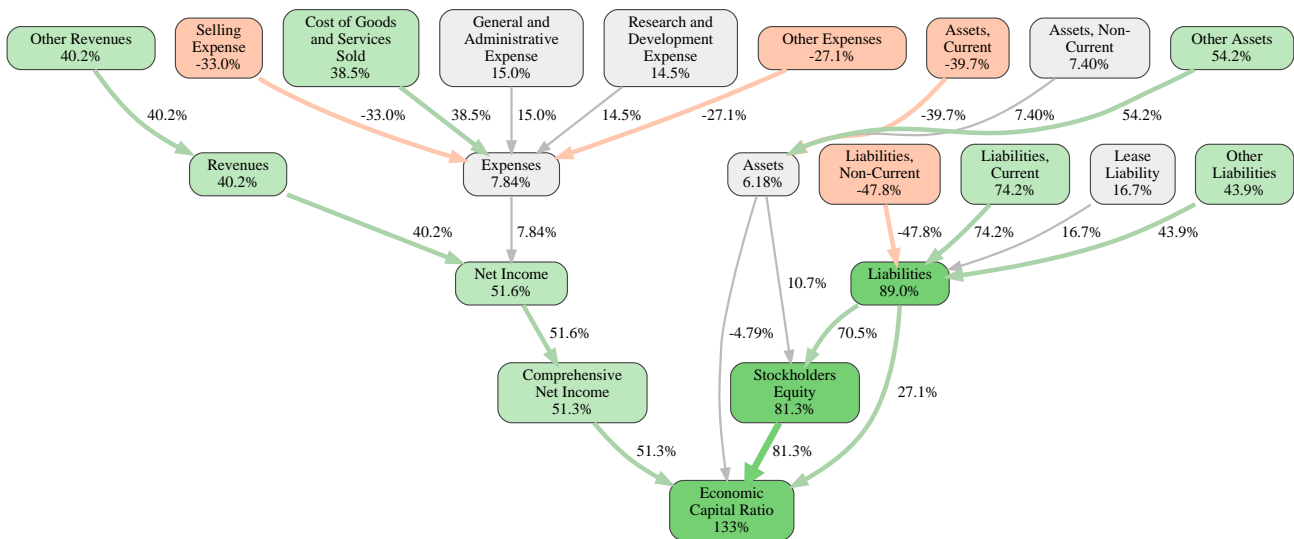 Other Revenues
40.2%
Selling
Expense
-33.0%
Cost of Goods
and Services
Sold
38.5%
General and
Administrative
Expense
15.0%
Research and
Development
Expense
14.5%
Other Expenses
-27.1%
Assets,
Current
-39.7%
Assets, Non-
Current
7.40%
Other Assets
54.2%
40.2%
-33.0%
38.5%
15.0%
14.5%
-27.1%
-39.7%
7.40%
54.2%
Revenues
40.2%
Expenses
7.84%
Assets
6.18%
Liabilities,
Non-Current
-47.8%
Liabilities,
Current
74.2%
Lease
Liability
16.7%
Other
Liabilities
43.9%
40.2%
7.84%
-47.8%
74.2%
16.7%
43.9%
Net Income
51.6%
10.7%
Liabilities
89.0%
51.6%
-4.79%
70.5%
Comprehensive
Net Income
51.3%
Stockholders
Equity
81.3%
27.1%
51.3%
81.3%
Economic
Capital Ratio
133%